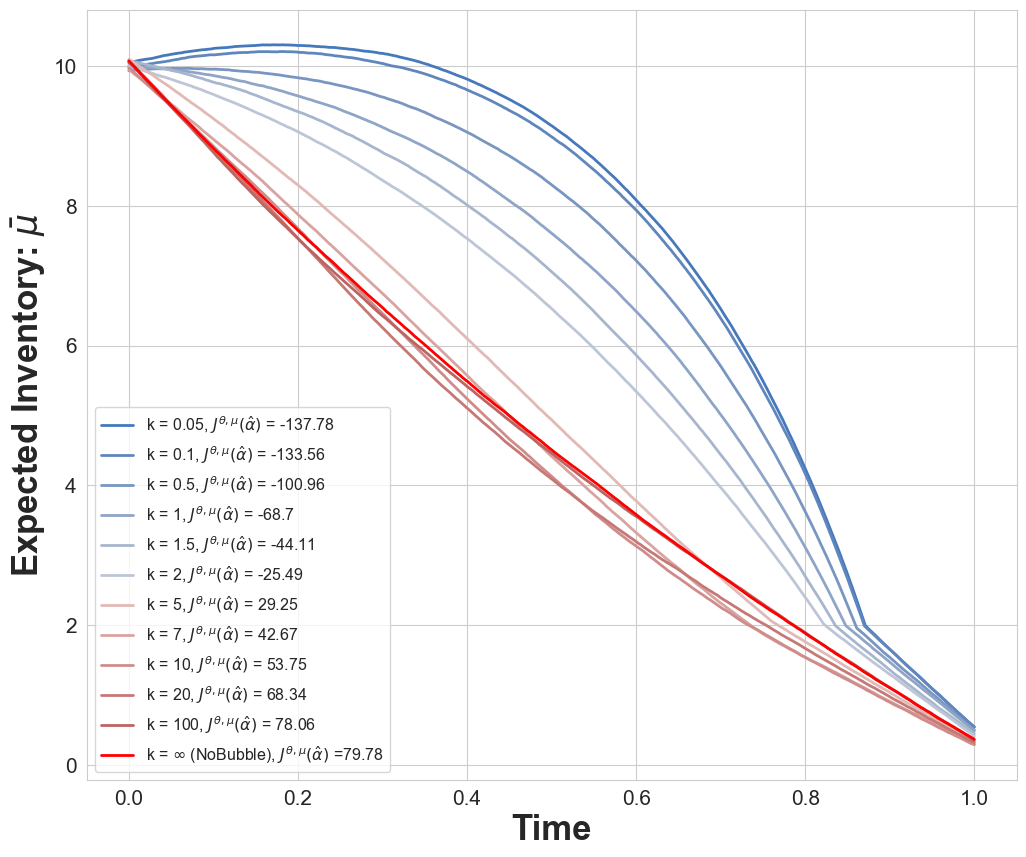 10
8
6
4
2
0
Expected Inventory: μ̄
k = 0.05, J^{θ, μ}(α̂) = -137.78
k = 0.1, J^{θ, μ}(α̂) = -133.56
k = 0.5, J^{θ, μ}(α̂) = -100.96
k = 1, J^{θ, μ}(α̂) = -68.7
k = 1.5, J^{θ, μ}(α̂) = -44.11
k = 2, J^{θ, μ}(α̂) = -25.49
k = 5, J^{θ, μ}(α̂) = 29.25
k = 7, J^{θ, μ}(α̂) = 42.67
k = 10, J^{θ, μ}(α̂) = 53.75
k = 20, J^{θ, μ}(α̂) = 68.34
k = 100, J^{θ, μ}(α̂) = 78.06
k = ∞ (NoBubble), J^{θ, μ}(α̂) =79.78
0.0 0.2 0.4 0.6 0.8 1.0
Time